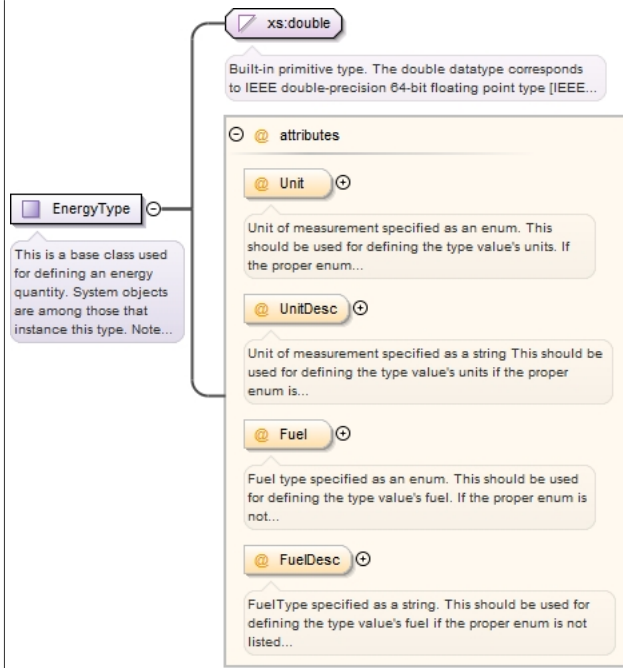 xs:double
Built-in primitive type. The double datatype corresponds
to IEEE double-precision 64-bit floating point type [IEEE...
@ attributes
@ Unit
Unit of measurement specified as an enum. This
should be used for defining the type value's units. If
the proper enum...
EnergyType
This is a base class used
for defining an energy
quantity. System objects
are among those that
instance this type. Note...
@ UnitDesc
Unit of measurement specified as a string This should be
used for defining the type value's units if the proper
enum is...
@ Fuel
Fuel type specified as an enum. This should be used
for defining the type value's fuel. If the proper enum is
not...
@ FuelDesc
FuelType specified as a string. This should be used for
defining the type value's fuel if the proper enum is not
listed...